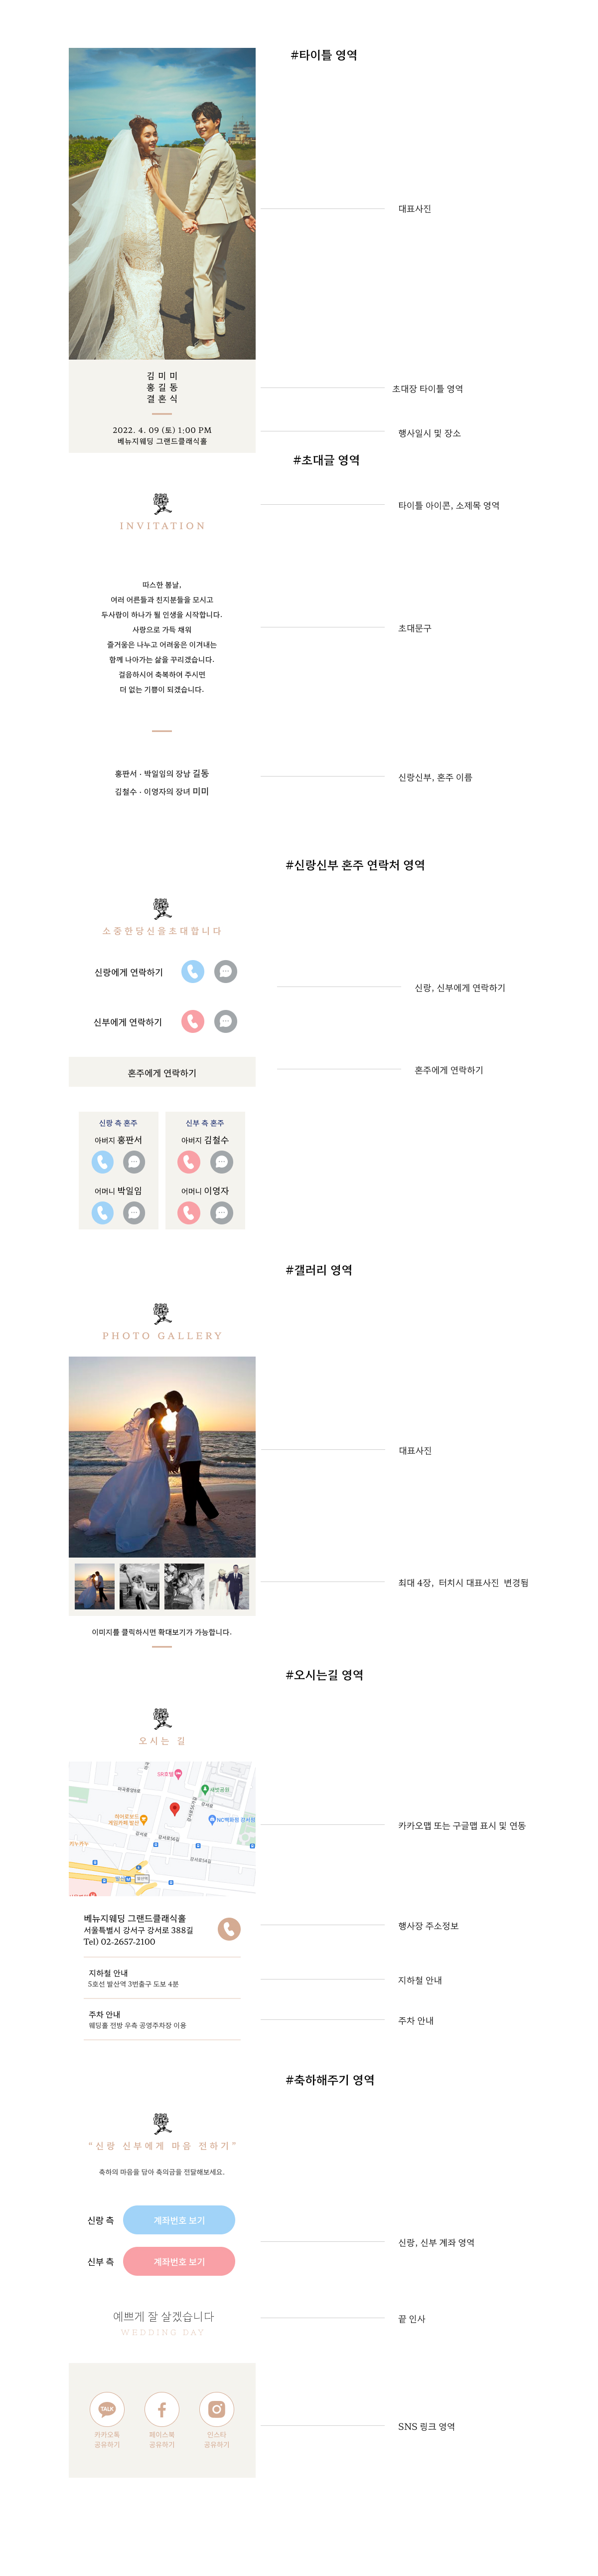 #타이틀 영역
대표사진
김 미 미
홍 길 동
결 혼 식
초대장 타이틀 영역
2022. 4. 09 (토) 1:00 PM
베뉴지웨딩 그랜드클래식홀
행사일시 및 장소
#초대글 영역
타이틀 아이콘, 소제목 영역
INVITATION
따스한 봄날,
여러 어른들과 친지분들을 모시고
두사람이 하나가 될 인생을 시작합니다.
사랑으로 가득 채워
즐거움은 나누고 어려움은 이겨내는
함께 나아가는 삶을 꾸리겠습니다.
걸음하시어 축복하여 주시면
더 없는 기쁨이 되겠습니다.
초대문구
홍판서 · 박일임의 장남 길동
김철수 · 이영자의 장녀 미미
신랑신부, 혼주 이름
#신랑신부 혼주 연락처 영역
소중한당신을초대합니다
신랑에게 연락하기
신부에게 연락하기
신랑, 신부에게 연락하기
혼주에게 연락하기
혼주에게 연락하기
신랑 측 혼주
아버지 홍판서
어머니 박일임
신부 측 혼주
아버지 김철수
어머니 이영자
#갤러리 영역
PHOTO GALLERY
대표사진
최대 4장, 터치시 대표사진 변경됨
이미지를 클릭하시면 확대보기가 가능합니다.
#오시는길 영역
오시는 길
SR호텔
새빛공원
NC백화점 강서점
카카오맵 또는 구글맵 표시 및 연동
베뉴지웨딩 그랜드클래식홀
서울특별시 강서구 강서로 388길
Tel) 02-2657-2100
행사장 주소정보
지하철 안내
5호선 발산역 3번출구 도보 4분
지하철 안내
주차 안내
웨딩홀 전방 우측 공영주차장 이용
주차 안내
#축하해주기 영역
“신랑 신부에게 마음 전하기”
축하의 마음을 담아 축의금을 전달해보세요.
신랑 측
계좌번호 보기
신부 측
계좌번호 보기
신랑, 신부 계좌 영역
예쁘게 잘 살겠습니다
WEDDING DAY
끝 인사
TALK
카카오톡
공유하기
페이스북
공유하기
인스타
공유하기
SNS 링크 영역